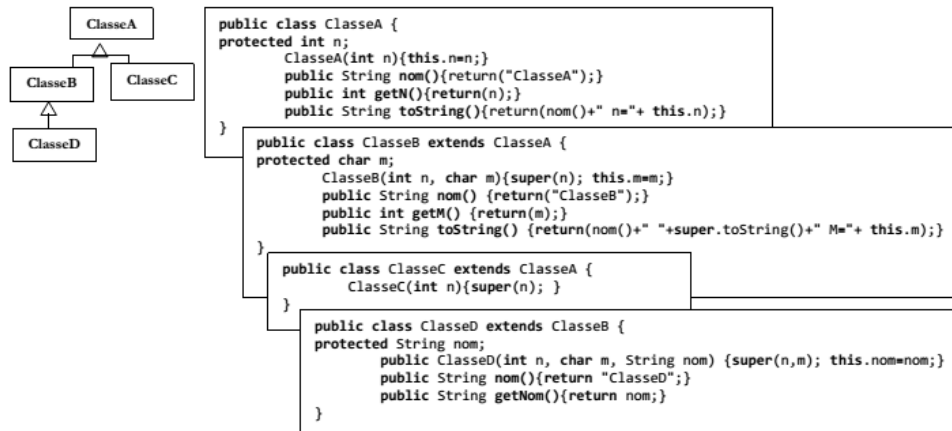 ClasseA
ClasseB
ClasseC
ClasseD
public class ClasseA {
protected int n;
ClasseA(int n){this.n=n;}
public String nom(){return("ClasseA");}
public int getN(){return(n);}
public String toString(){return(nom()+" n="+ this.n);}
}
public class ClasseB extends ClasseA {
protected char m;
ClasseB(int n, char m){super(n); this.m=m;}
public String nom() {return("ClasseB");}
public int getM() {return(m);}
public String toString() {return(nom()+" "+super.toString()+" M="+ this.m);}
}
public class ClasseC extends ClasseA {
ClasseC(int n){super(n); }
}
public class ClasseD extends ClasseB {
protected String nom;
public ClasseD(int n, char m, String nom) {super(n,m); this.nom=nom;}
public String nom(){return "ClasseD";}
public String getNom(){return nom;}
}